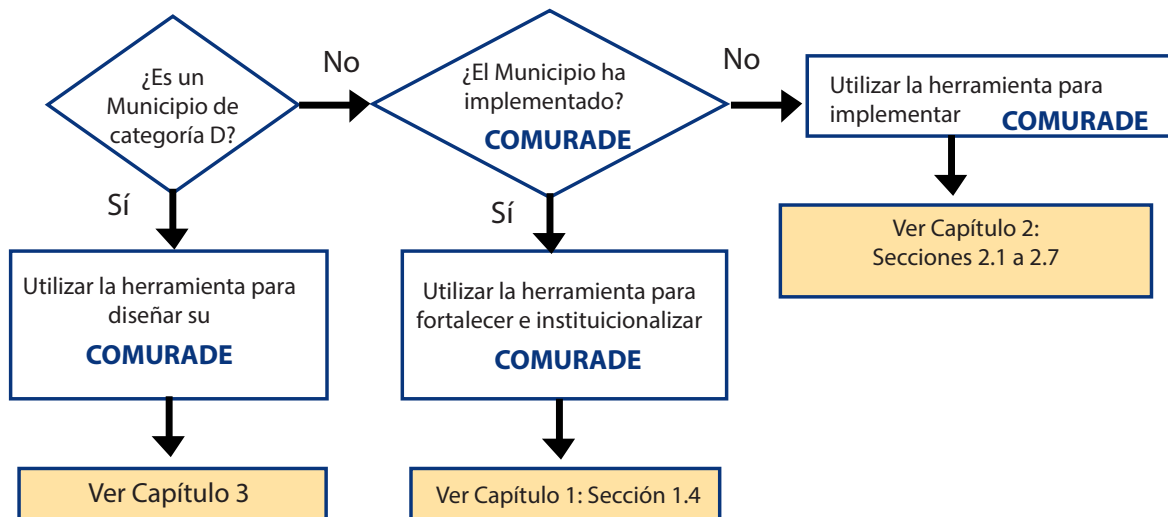 ¿Es un
Municipio de
categoría D?
No
¿El Municipio ha
implementado?
COMURADE
No
Utilizar la herramienta para
implementar COMURADE
Sí
Sí
Ver Capítulo 2:
Secciones 2.1 a 2.7
Utilizar la herramienta para
diseñar su
COMURADE
Utilizar la herramienta para
fortalecer e instituicionalizar
COMURADE
Ver Capítulo 3
Ver Capítulo 1: Sección 1.4